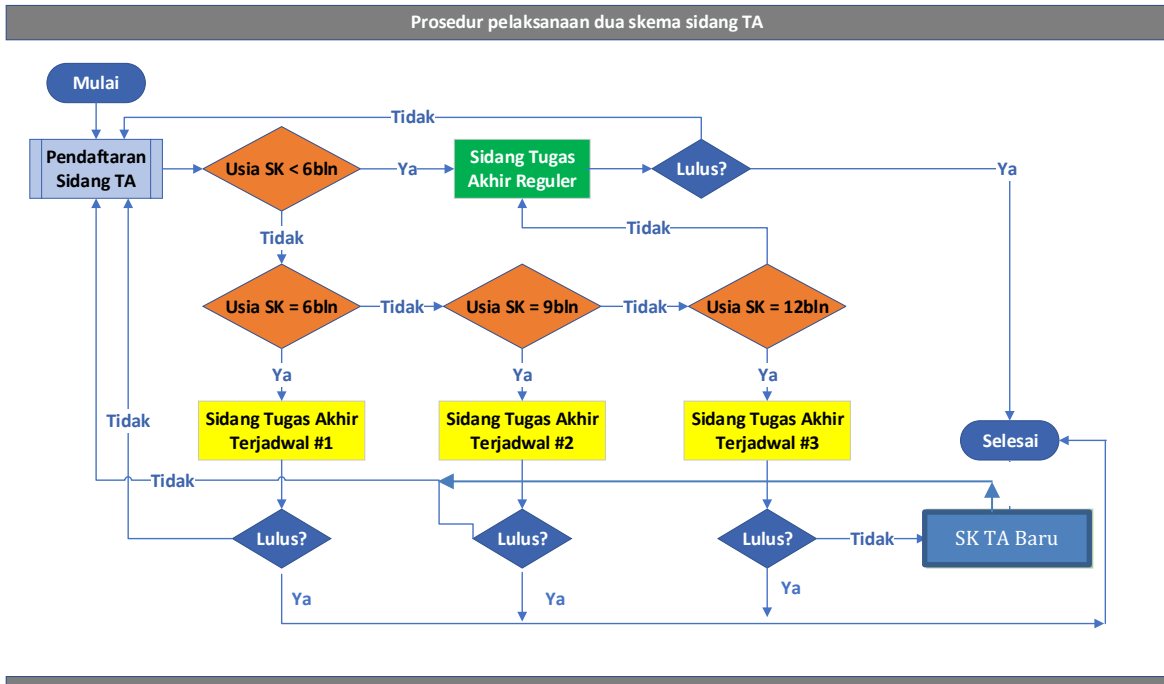 Prosedur pelaksanaan dua skema sidang TA
Mulai
Tidak
Pendaftaran
Sidang TA
Usia SK < 6bln
Ya
Sidang Tugas
Akhir Reguler
Lulus?
Ya
Tidak
Tidak
Usia SK = 6bln
Tidak
Usia SK = 9bln
Tidak
Usia SK = 12bln
Ya
Ya
Ya
Tidak
Sidang Tugas Akhir
Terjadwal #1
Sidang Tugas Akhir
Terjadwal #2
Sidang Tugas Akhir
Terjadwal #3
Selesai
Tidak
Lulus?
Lulus?
Lulus?
Tidak
SK TA Baru
Ya
Ya
Ya